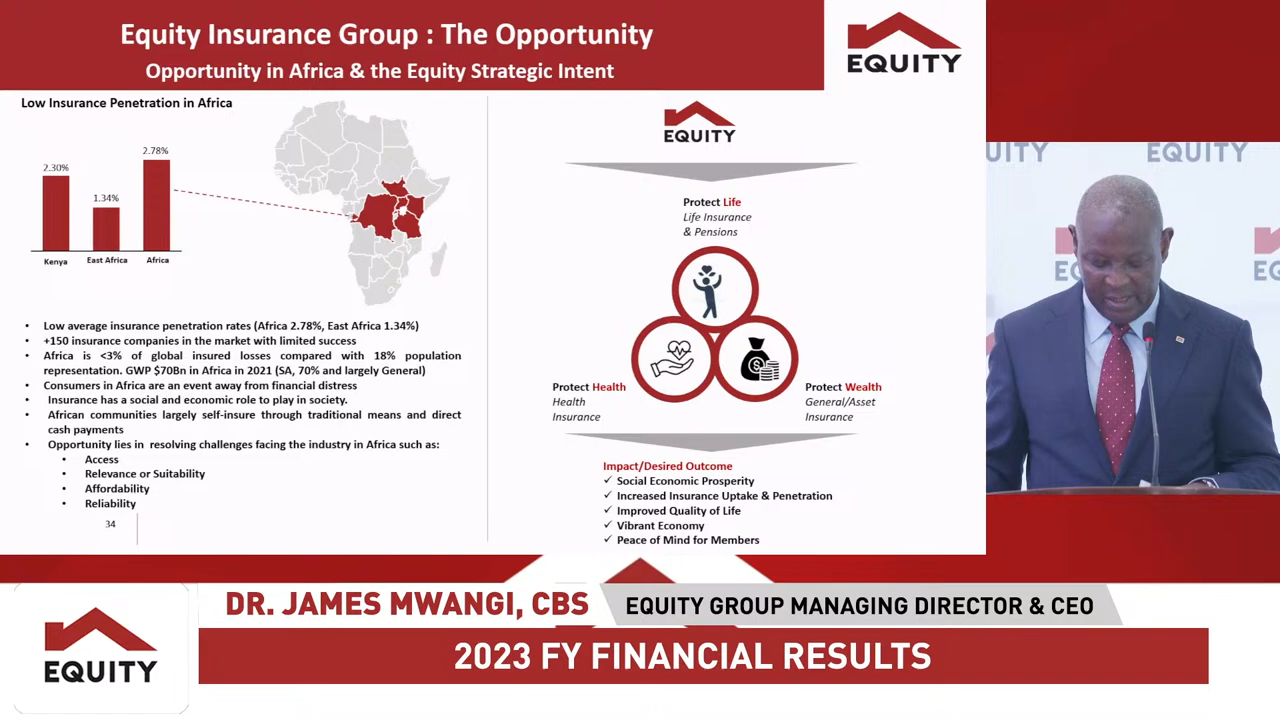 Equity Insurance Group : The Opportunity
Opportunity in Africa & the Equity Strategic Intent
EQUITY
Low Insurance Penetration in Africa
2.30%
1.34%
2.78%
Kenya
East Africa
Africa
• Low average insurance penetration rates (Africa 2.78%, East Africa 1.34%)
• +150 insurance companies in the market with limited success
• Africa is <3% of global insured losses compared with 18% population
representation. GWP $70Bn in Africa in 2021 (SA, 70% and largely General)
• Consumers in Africa are an event away from financial distress
• Insurance has a social and economic role to play in society.
• African communities largely self-insure through traditional means and direct
cash payments
• Opportunity lies in resolving challenges facing the industry in Africa such as:
• Access
• Relevance or Suitability
• Affordability
• Reliability
34
EQUITY
Protect Life
Life Insurance
& Pensions
Protect Health
Health
Insurance
Protect Wealth
General/Asset
Insurance
Impact/Desired Outcome
✓ Social Economic Prosperity
✓ Increased Insurance Uptake & Penetration
✓ Improved Quality of Life
✓ Vibrant Economy
✓ Peace of Mind for Members
UITY
EQUITY
DR. JAMES MWANGI, CBS
EQUITY GROUP MANAGING DIRECTOR & CEO
2023 FY FINANCIAL RESULTS
EQUITY